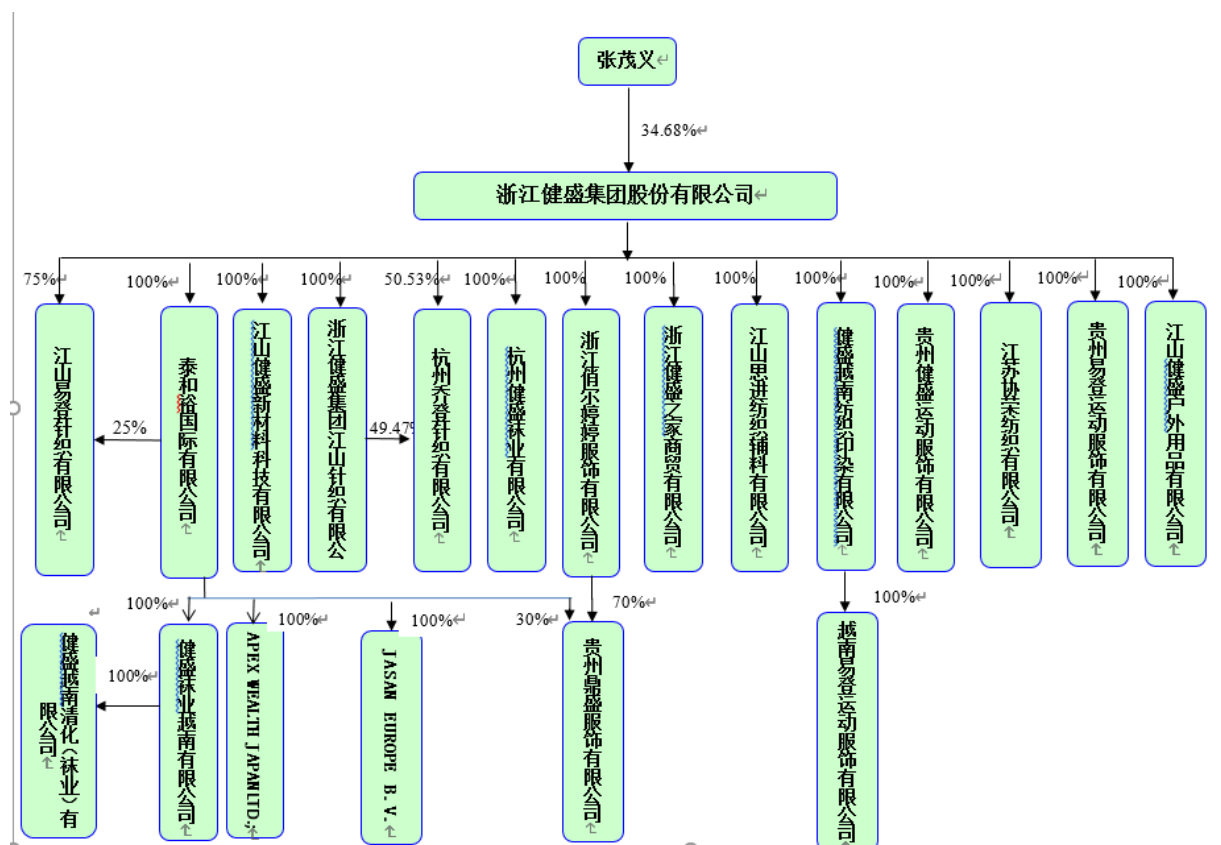 张茂义
34.68%
浙江健盛集团股份有限公司
75%
100%
100%
100%
50.53%
100%
100%
100%
100%
100%
100%
100%
100%
100%
江山易登针织有限公司
泰和裕国际有限公司
江山健盛新材料科技有限公司
浙江健盛集团江山针织有限公
杭州乔登针织有限公司
杭州健盛袜业有限公司
浙江俏尔婷婷服饰有限公司
浙江健盛之家商贸有限公司
江山思进纺织辅料有限公司
健盛越南纺织印染有限公司
贵州健盛运动服饰有限公司
江苏协荣纺织有限公司
贵州易登运动服饰有限公司
江山健盛户外用品有限公司
25%
49.47%
100%
100%
100%
30%
70%
100%
健盛越南清化（袜业）有
限公司
100%
健盛袜业越南有限公司
APEX WEALTH JAPAN LTD.;
JASAN EUROPE B.V.
贵州鼎盛服饰有限公司
越南易登运动服饰有限公司